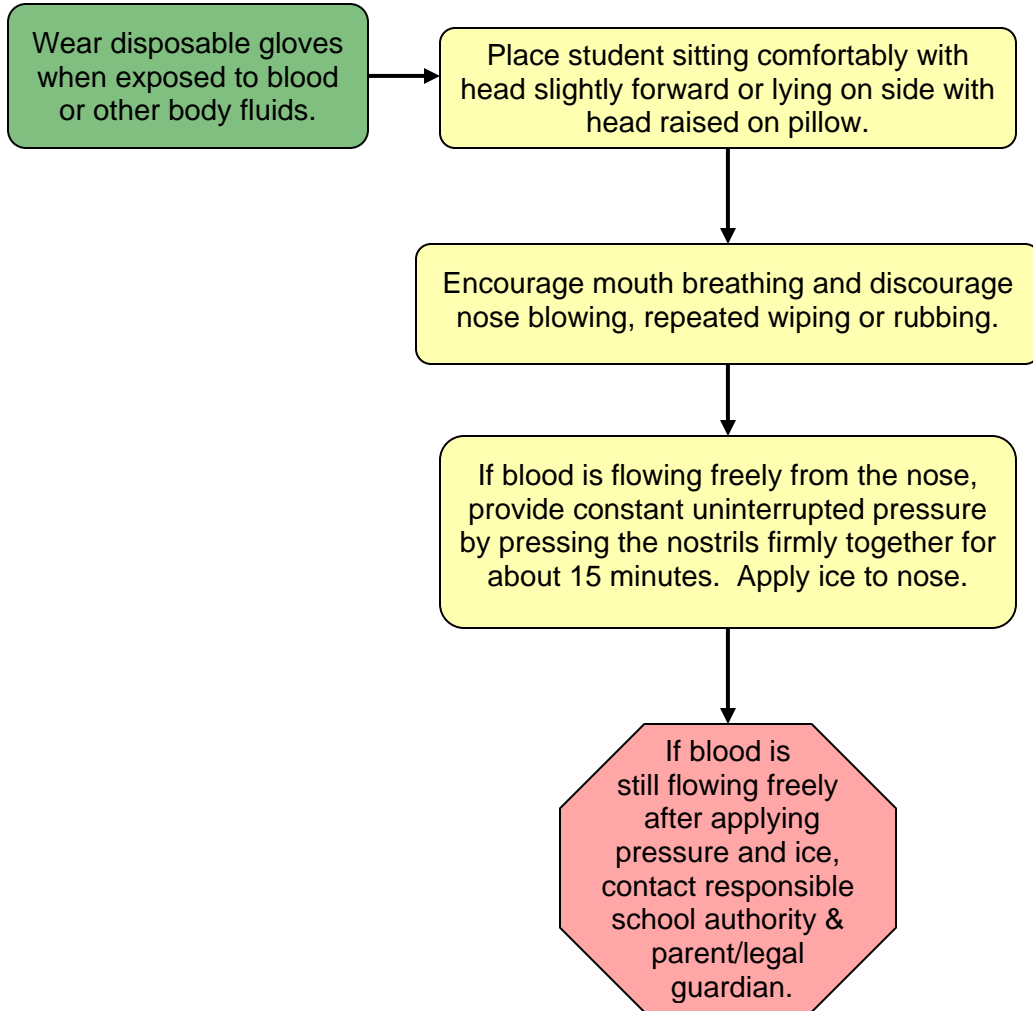 Wear disposable gloves
when exposed to blood
or other body fluids.
Place student sitting comfortably with
head slightly forward or lying on side with
head raised on pillow.
Encourage mouth breathing and discourage
nose blowing, repeated wiping or rubbing.
If blood is flowing freely from the nose,
provide constant uninterrupted pressure
by pressing the nostrils firmly together for
about 15 minutes.  Apply ice to nose.
If blood is
still flowing freely
after applying
pressure and ice,
contact responsible
school authority &
parent/legal
guardian.